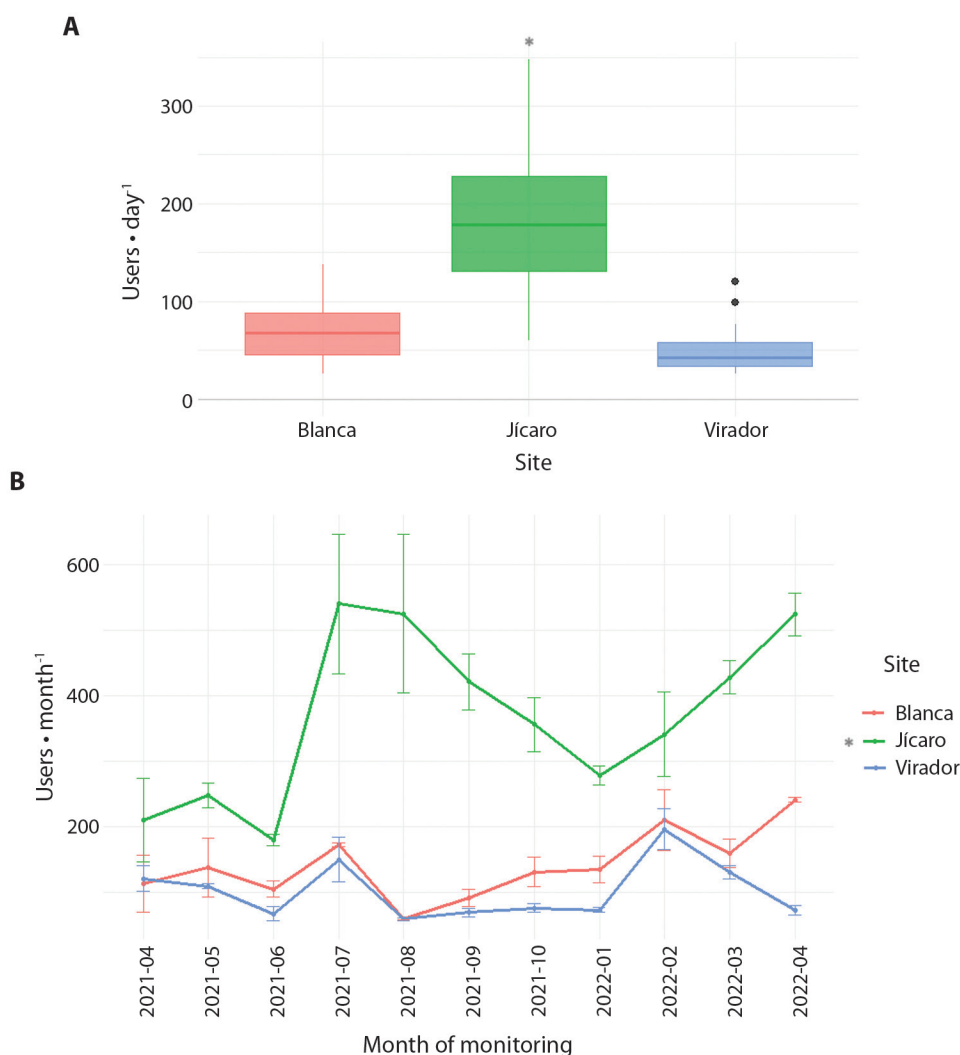 A
*
300
200
100
0
Users • day⁻¹
Blanca Jícaro Virador
Site
B
600
400
200
Users • month⁻¹
Site
Blanca
* Jícaro
Virador
2021-04 2021-05 2021-06 2021-07 2021-08 2021-09 2021-10 2022-01 2022-02 2022-03 2022-04
Month of monitoring